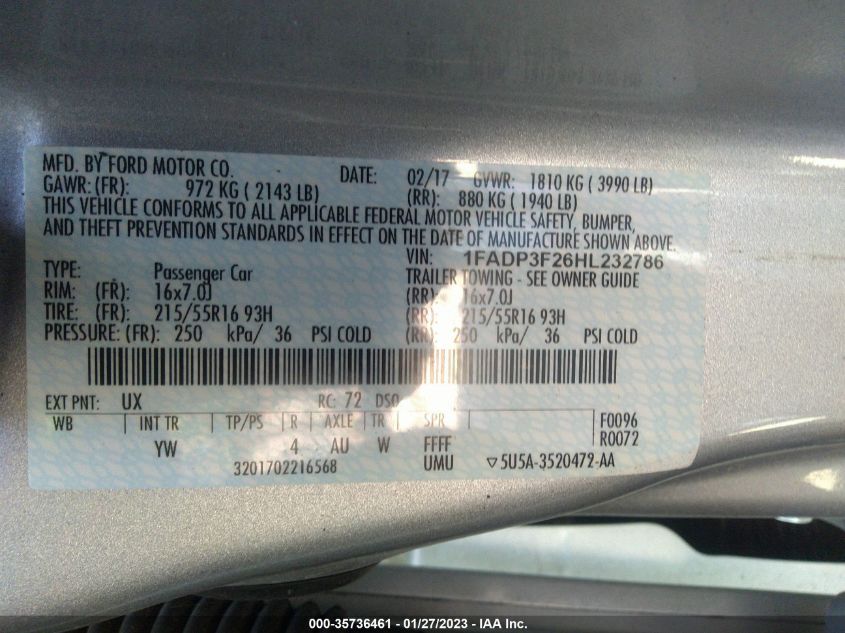 MFD. BY FORD MOTOR CO. DATE: 02/17 GVWR: 1810 KG ( 3990 LB)
GAWR: (FR) 972 KG ( 2143 LB) (RR): 880 KG ( 1940 LB)
THIS VEHICLE CONFORMS TO ALL APPLICABLE FEDERAL MOTOR VEHICLE SAFETY, BUMPER,
AND THEFT PREVENTION STANDARDS IN EFFECT ON THE DATE OF MANUFACTURE SHOWN ABOVE.
VIN: 1FADP3F26HL232786
TYPE: Passenger Car TRAILER TOWING - SEE OWNER GUIDE
RIM: (FR): 16x7.0J (RR): 16x7.0J
TIRE: (FR): 215/55R16 93H (RR): 215/55R16 93H
PRESSURE: (FR): 250 kPa/ 36 PSI COLD (RR): 250 kPa/ 36 PSI COLD
EXT PNT: UX RC: 72 DSO
WB INT TR TP/PS R AXLE TR SPR F0096
YW 4 AU W FFFF R0072
3201702216568 UMU ▽5U5A-3520472-AA
000-35736461 - 01/27/2023 - IAA Inc.